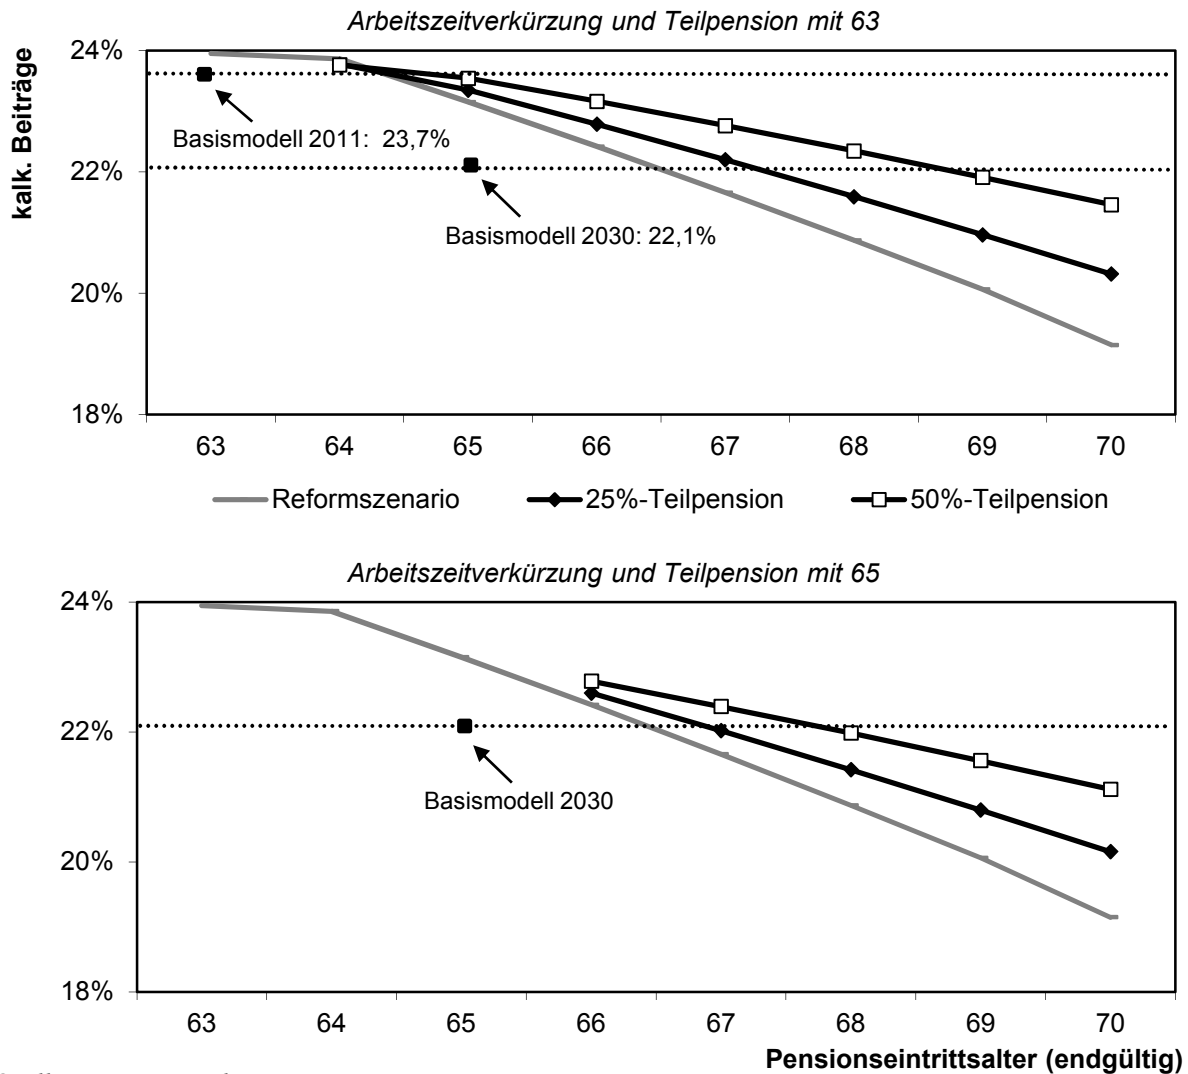 Arbeitszeitverkürzung und Teilpension mit 63
kalk. Beiträge
24%
22%
20%
18%
Basismodell 2011: 23,7%
Basismodell 2030: 22,1%
63 64 65 66 67 68 69 70
Reformszenario 25%-Teilpension 50%-Teilpension
Arbeitszeitverkürzung und Teilpension mit 65
24%
22%
20%
18%
Basismodell 2030
63 64 65 66 67 68 69 70
Pensionseintrittsalter (endgültig)